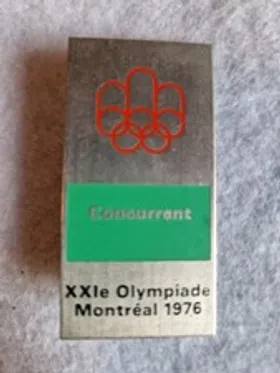 Concurrent
XXIe Olympiade
Montréal 1976